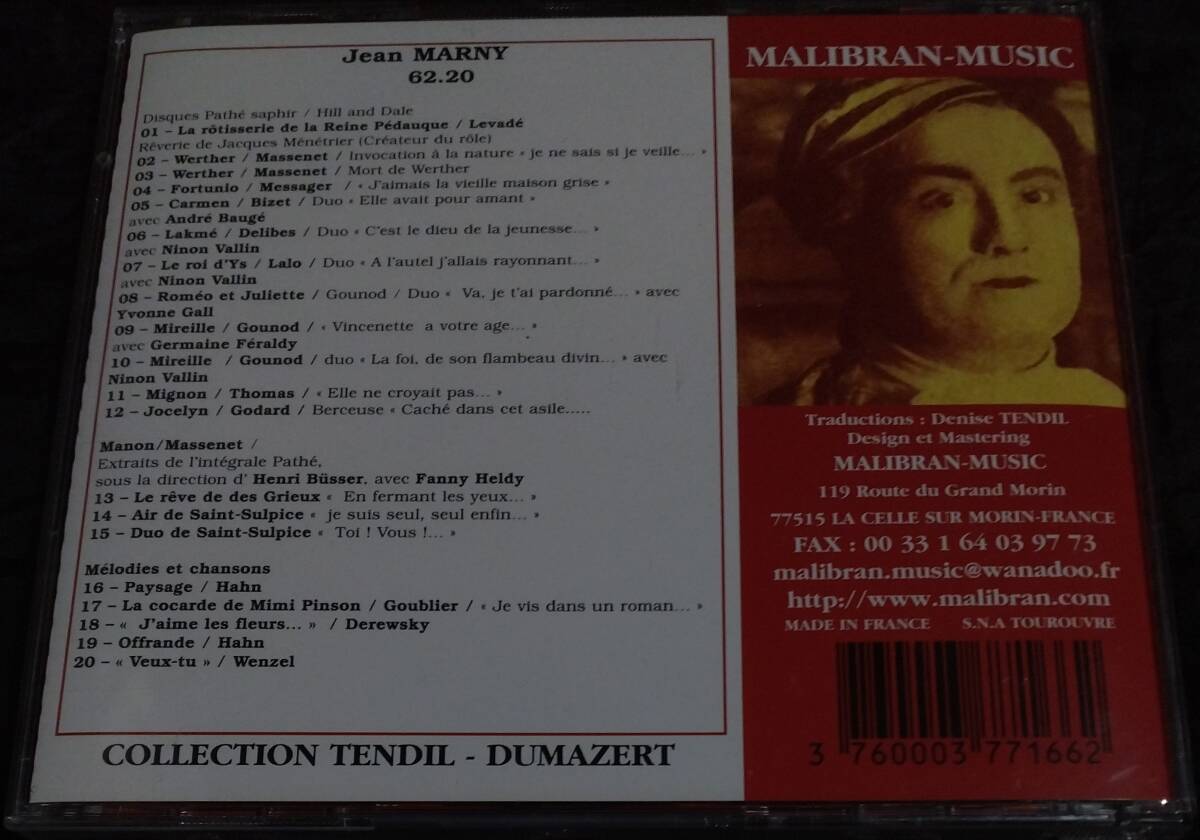 Jean MARNY
62.20
Disques Pathé saphir / Hill and Dale
01 – La rôtisserie de la Reine Pédauque / Levadé
Rêverie de Jacques Ménétrier (Créateur du rôle)
02 – Werther / Massenet / Invocation à la nature « je ne sais si je veille... »
03 – Werther / Massenet / Mort de Werther
04 – Fortunio / Messager / « J'aimais la vieille maison grise »
05 – Carmen / Bizet / Duo « Elle avait pour amant »
avec André Baugé
06 – Lakmé / Delibes / Duo « C'est le dieu de la jeunesse... »
avec Ninon Vallin
07 – Le roi d'Ys / Lalo / Duo « A l'autel j'allais rayonnant... »
avec Ninon Vallin
08 – Roméo et Juliette / Gounod / Duo « Va, je t'ai pardonné... » avec
Yvonne Gall
09 – Mireille / Gounod / « Vincenette a votre age... »
avec Germaine Féraldy
10 – Mireille / Gounod / duo « La foi, de son flambeau divin... » avec
Ninon Vallin
11 – Mignon / Thomas / « Elle ne croyait pas... »
12 – Jocelyn / Godard / Berceuse « Caché dans cet asile.....
Manon/Massenet /
Extraits de l'intégrale Pathé,
sous la direction d' Henri Büsser, avec Fanny Heldy
13 – Le rêve de des Grieux « En fermant les yeux... »
14 – Air de Saint-Sulpice « je suis seul, seul enfin... »
15 – Duo de Saint-Sulpice « Toi ! Vous !... »
Mélodies et chansons
16 – Paysage / Hahn
17 – La cocarde de Mimi Pinson / Goublier / « Je vis dans un roman... »
18 – « J'aime les fleurs... » / Derewsky
19 – Offrande / Hahn
20 – « Veux-tu » / Wenzel
COLLECTION TENDIL - DUMAZERT
MALIBRAN-MUSIC
Traductions : Denise TENDIL
Design et Mastering
MALIBRAN-MUSIC
119 Route du Grand Morin
77515 LA CELLE SUR MORIN-FRANCE
FAX : 00 33 1 64 03 97 73
malibran.music@wanadoo.fr
http://www.malibran.com
MADE IN FRANCE S.N.A TOUROUVRE
3 760003 771662